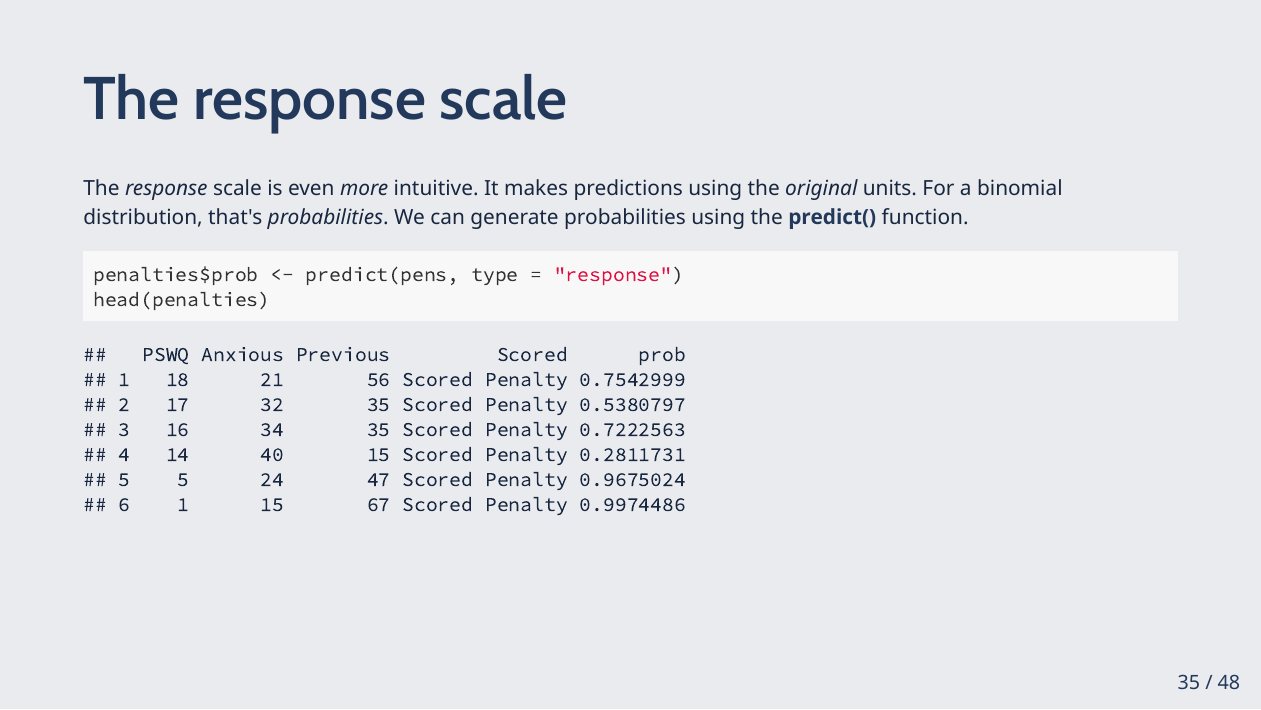 The response scale
The response scale is even more intuitive. It makes predictions using the original units. For a binomial
distribution, that's probabilities. We can generate probabilities using the predict() function.
penalties$prob <- predict(pens, type = "response")
head(penalties)
##   PSWQ Anxious Previous         Scored      prob
## 1   18      21       56 Scored Penalty 0.7542999
## 2   17      32       35 Scored Penalty 0.5380797
## 3   16      34       35 Scored Penalty 0.7222563
## 4   14      40       15 Scored Penalty 0.2811731
## 5    5      24       47 Scored Penalty 0.9675024
## 6    1      15       67 Scored Penalty 0.9974486
35 / 48